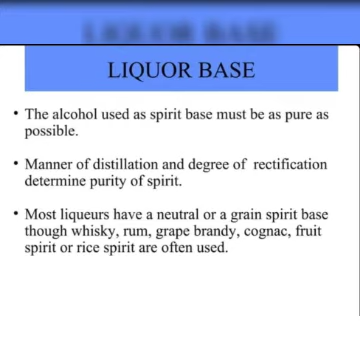 LIQUOR BASE
LIQUOR BASE
• The alcohol used as spirit base must be as pure as
possible.
• Manner of distillation and degree of rectification
determine purity of spirit.
• Most liqueurs have a neutral or a grain spirit base
though whisky, rum, grape brandy, cognac, fruit
spirit or rice spirit are often used.